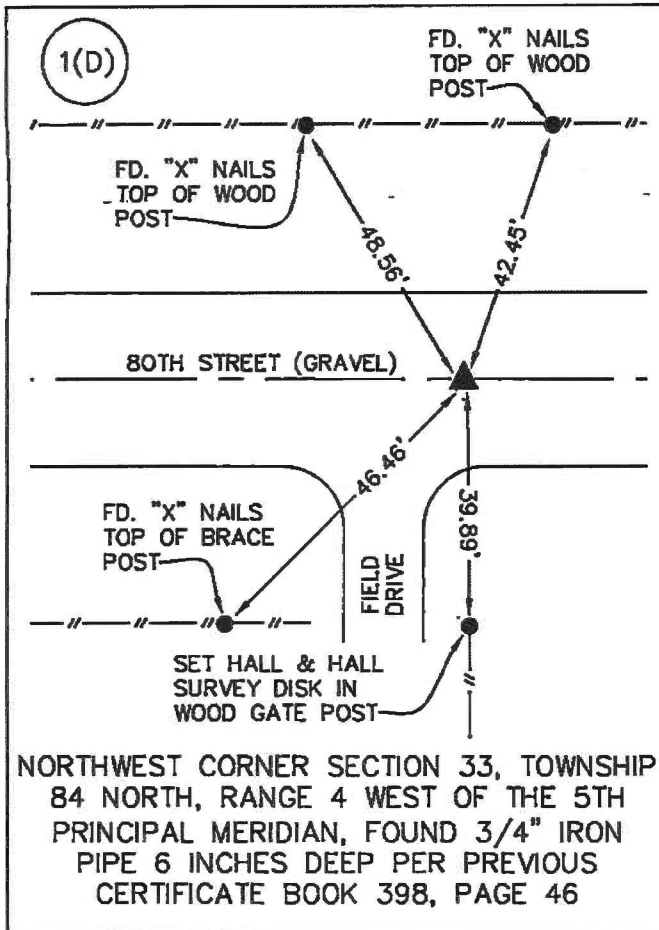 1(D)
FD. "X" NAILS
TOP OF WOOD
POST
FD. "X" NAILS
TOP OF WOOD
POST
48.56'
42.45'
80TH STREET (GRAVEL)
46.46'
39.89'
FD. "X" NAILS
TOP OF BRACE
POST
FIELD
DRIVE
SET HALL & HALL
SURVEY DISK IN
WOOD GATE POST
NORTHWEST CORNER SECTION 33, TOWNSHIP
84 NORTH, RANGE 4 WEST OF THE 5TH
PRINCIPAL MERIDIAN, FOUND 3/4" IRON
PIPE 6 INCHES DEEP PER PREVIOUS
CERTIFICATE BOOK 398, PAGE 46